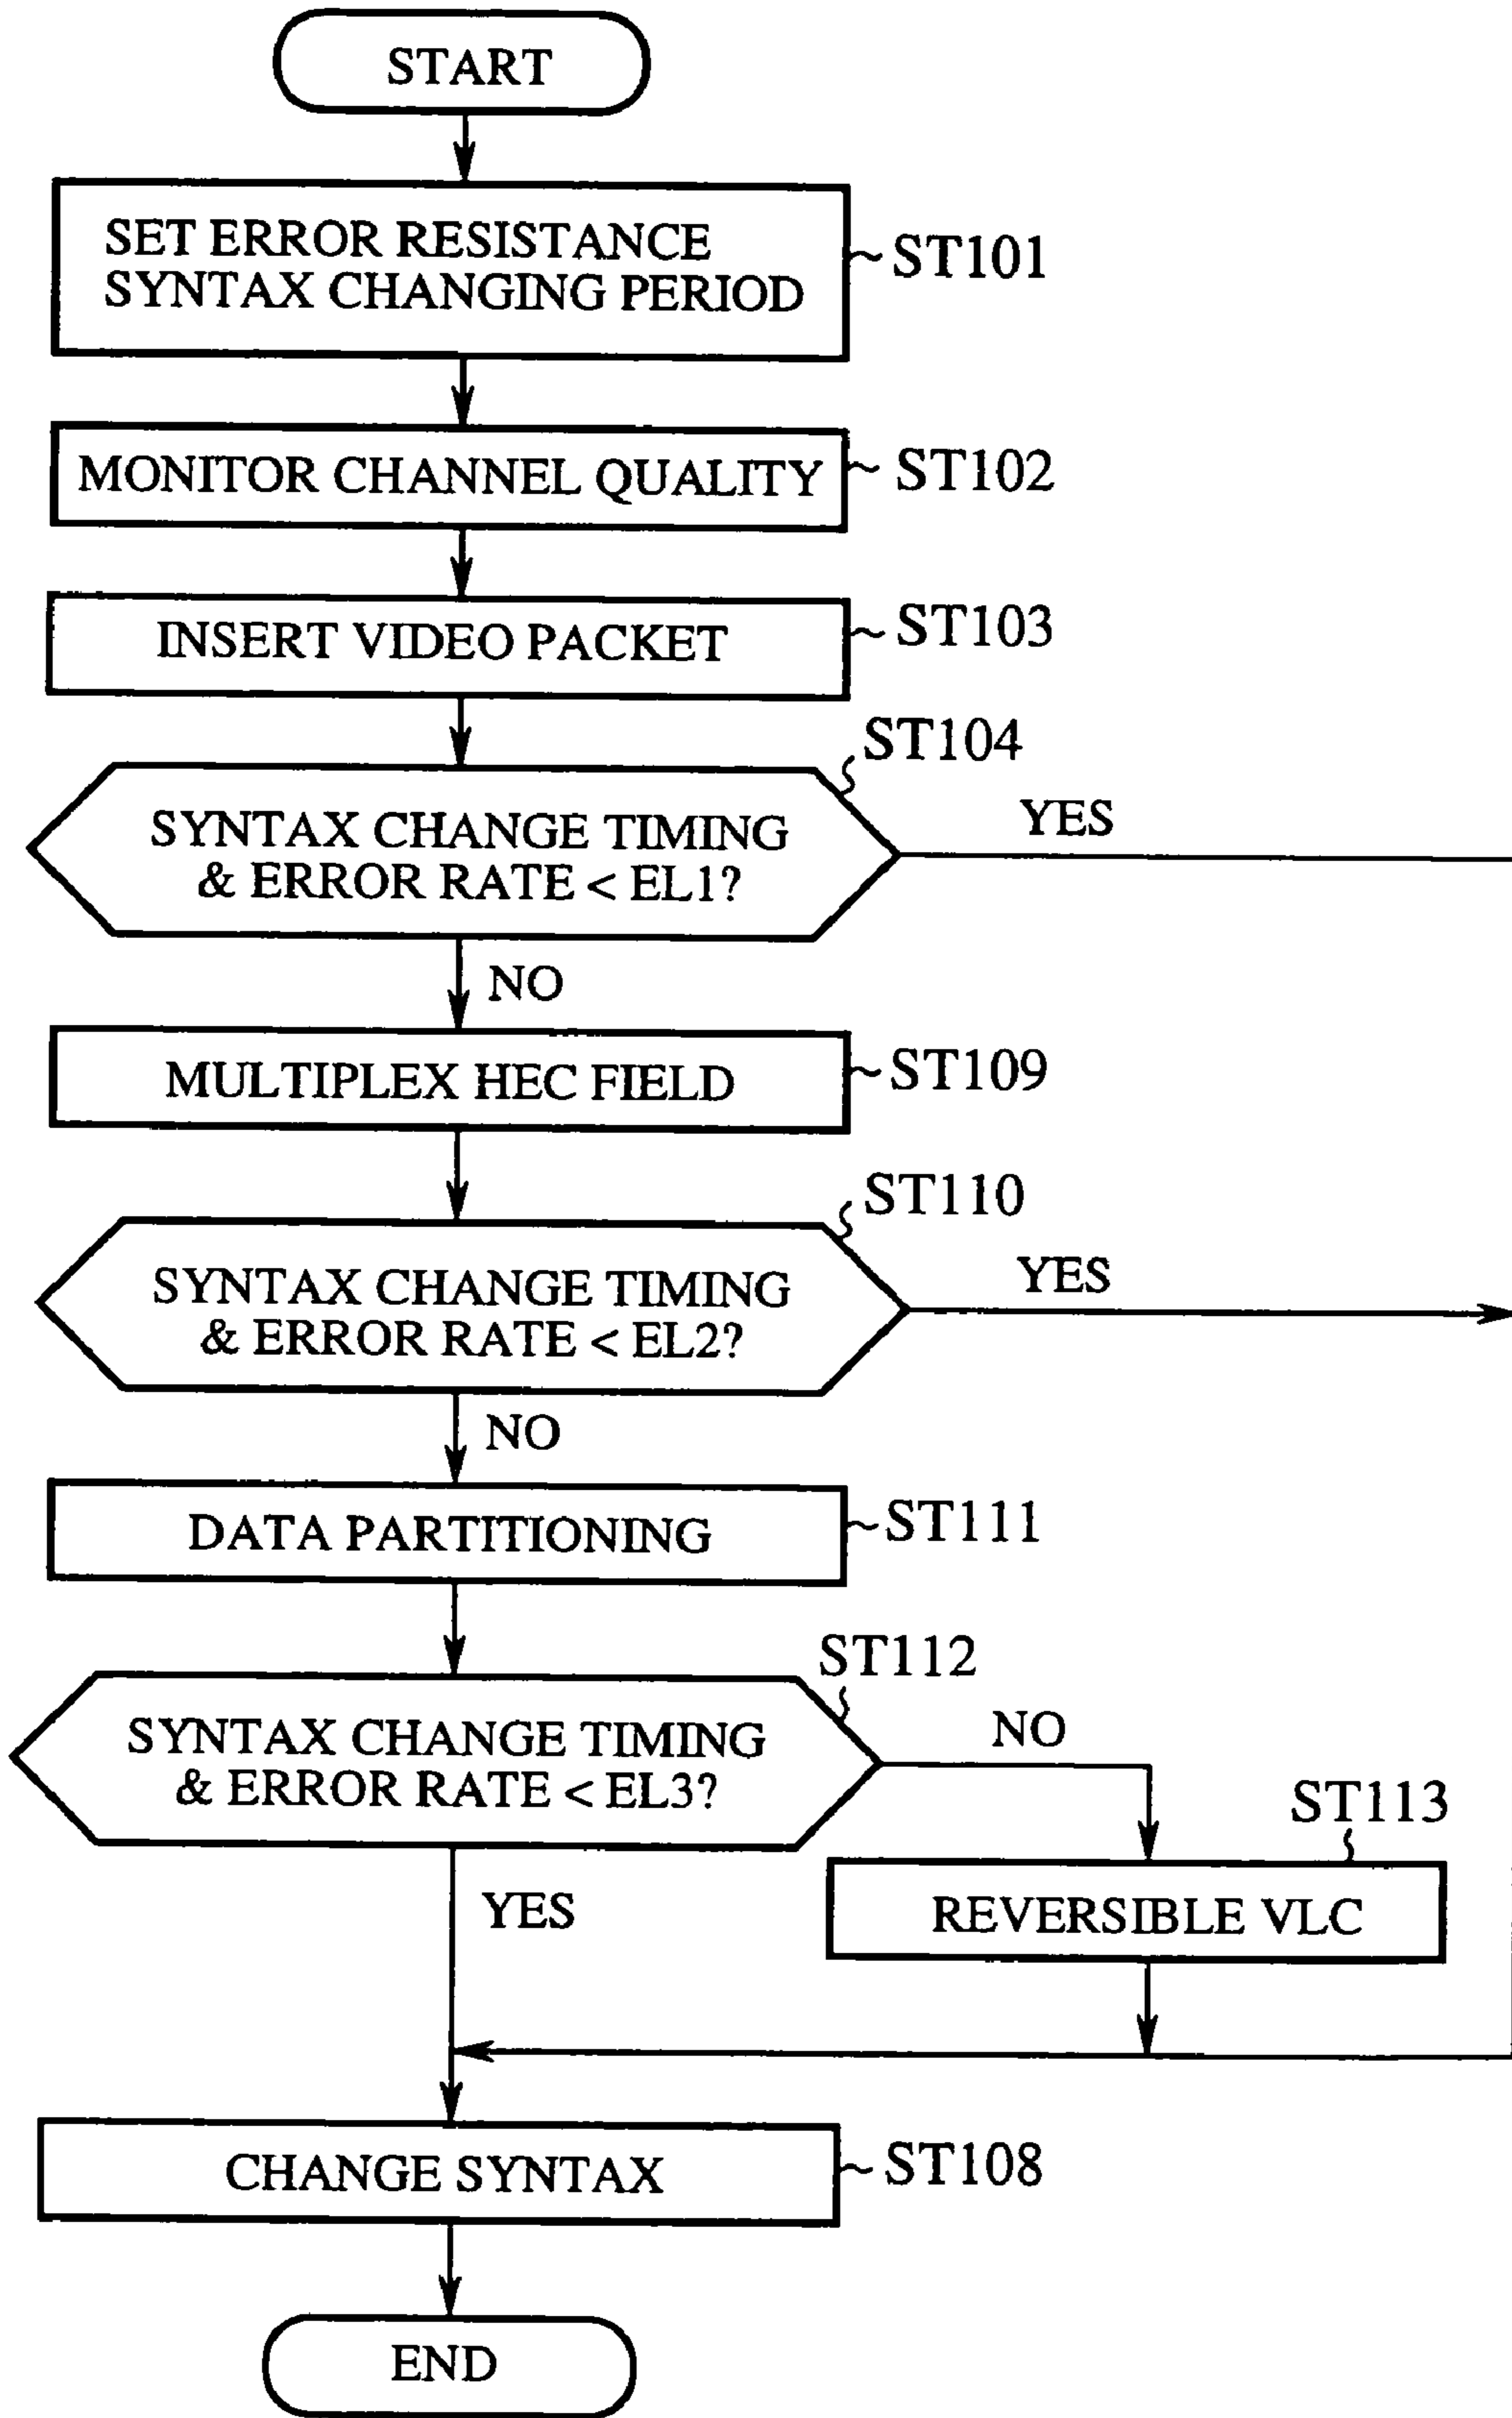 START
SET ERROR RESISTANCE
SYNTAX CHANGING PERIOD
ST101
MONITOR CHANNEL QUALITY
ST102
INSERT VIDEO PACKET
ST103
ST104
SYNTAX CHANGE TIMING
& ERROR RATE < EL1?
YES
NO
MULTIPLEX HEC FIELD
ST109
ST110
SYNTAX CHANGE TIMING
& ERROR RATE < EL2?
YES
NO
DATA PARTITIONING
ST111
ST112
SYNTAX CHANGE TIMING
& ERROR RATE < EL3?
NO
ST113
YES
REVERSIBLE VLC
CHANGE SYNTAX
ST108
END